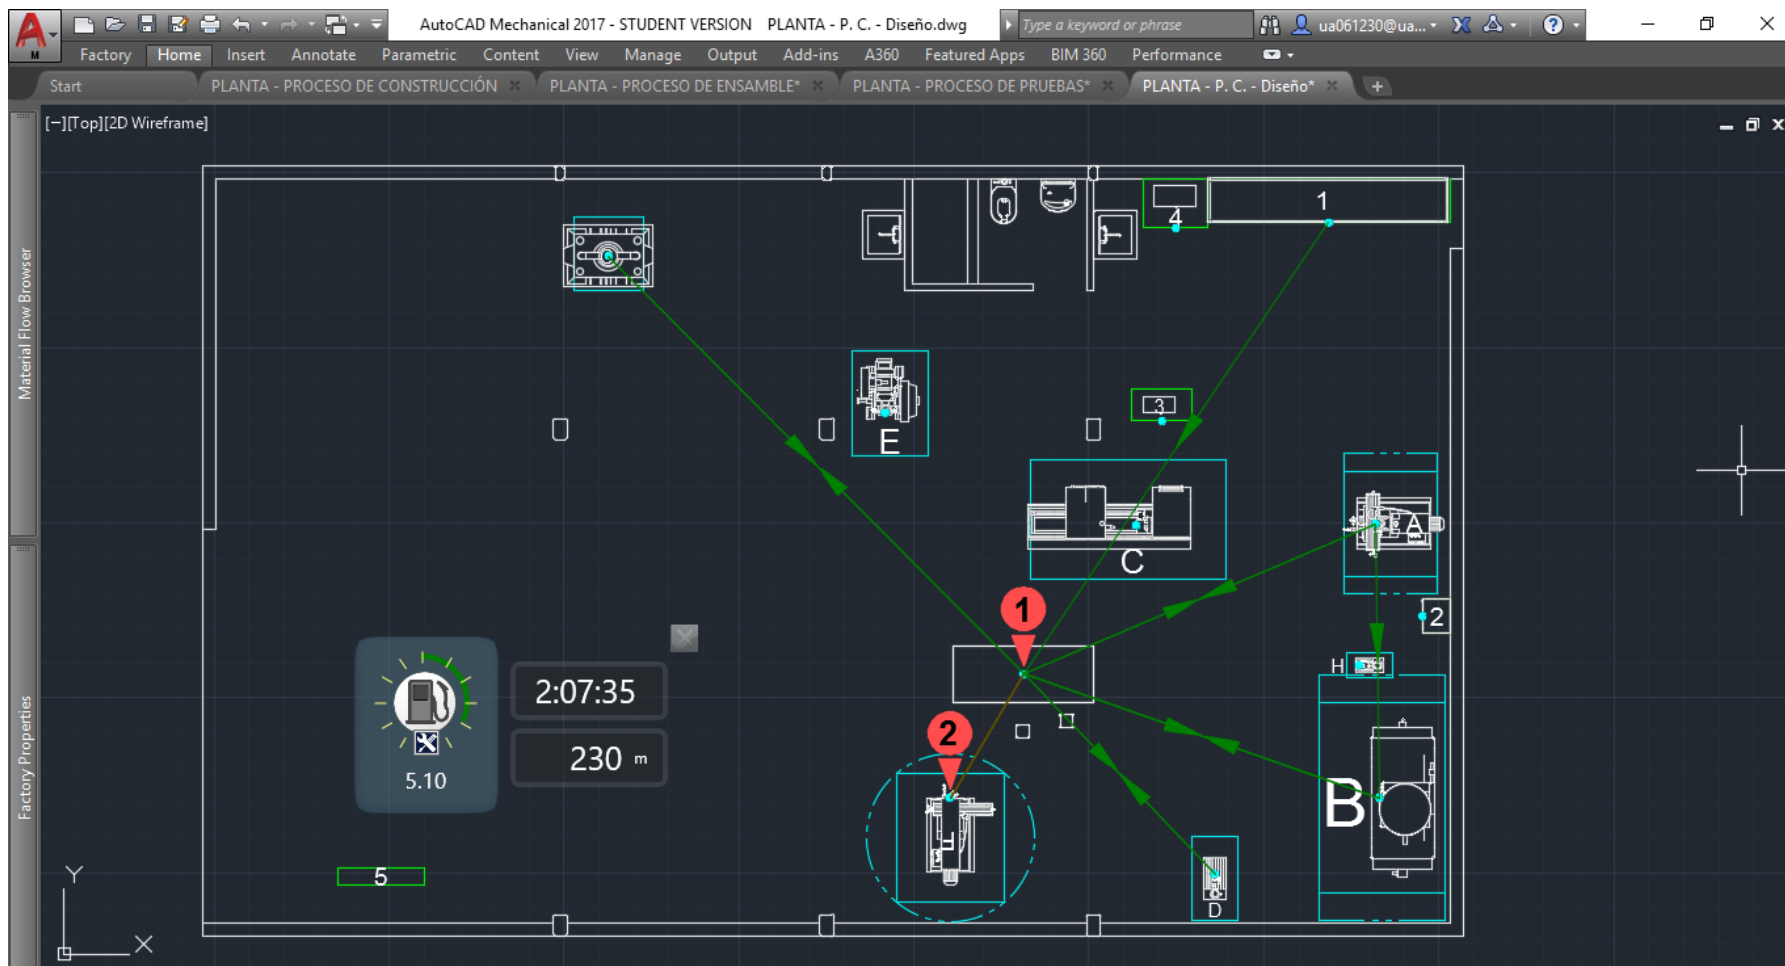 AutoCAD Mechanical 2017 - STUDENT VERSION PLANTA - P. C. - Diseño.dwg
Type a keyword or phrase
ua061230@ua...
M
Factory Home Insert Annotate Parametric Content View Manage Output Add-ins A360 Featured Apps BIM 360 Performance
Start PLANTA - PROCESO DE CONSTRUCCIÓN PLANTA - PROCESO DE ENSAMBLE* PLANTA - PROCESO DE PRUEBAS* PLANTA - P. C. - Diseño*
[−][Top][2D Wireframe]
Material Flow Browser
Factory Properties
1
4
3
E
C
A
2
H
1
2
B
F
D
2:07:35
230 m
5.10
5
Y
X